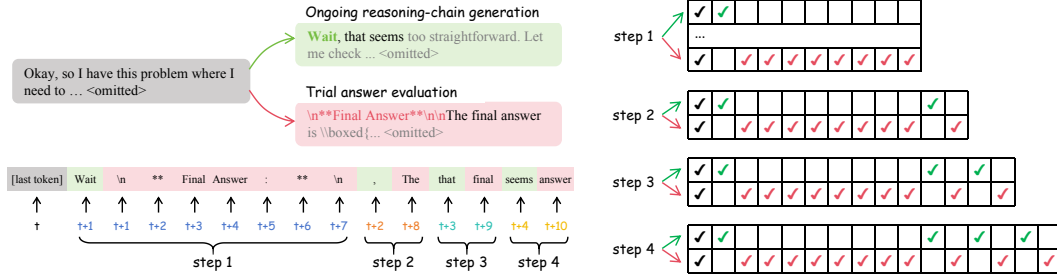 Ongoing reasoning-chain generation
Wait, that seems too straightforward. Let
me check ... <omitted>
Okay, so I have this problem where I
need to … <omitted>
Trial answer evaluation
\n**Final Answer**\n\nThe final answer
is \\boxed{... <omitted>
[last token] Wait \n ** Final Answer : ** \n , The that final seems answer
t t+1 t+1 t+2 t+3 t+4 t+5 t+6 t+7 t+2 t+8 t+3 t+9 t+4 t+10
step 1 step 2 step 3 step 4
step 1
...
step 2
step 3
step 4